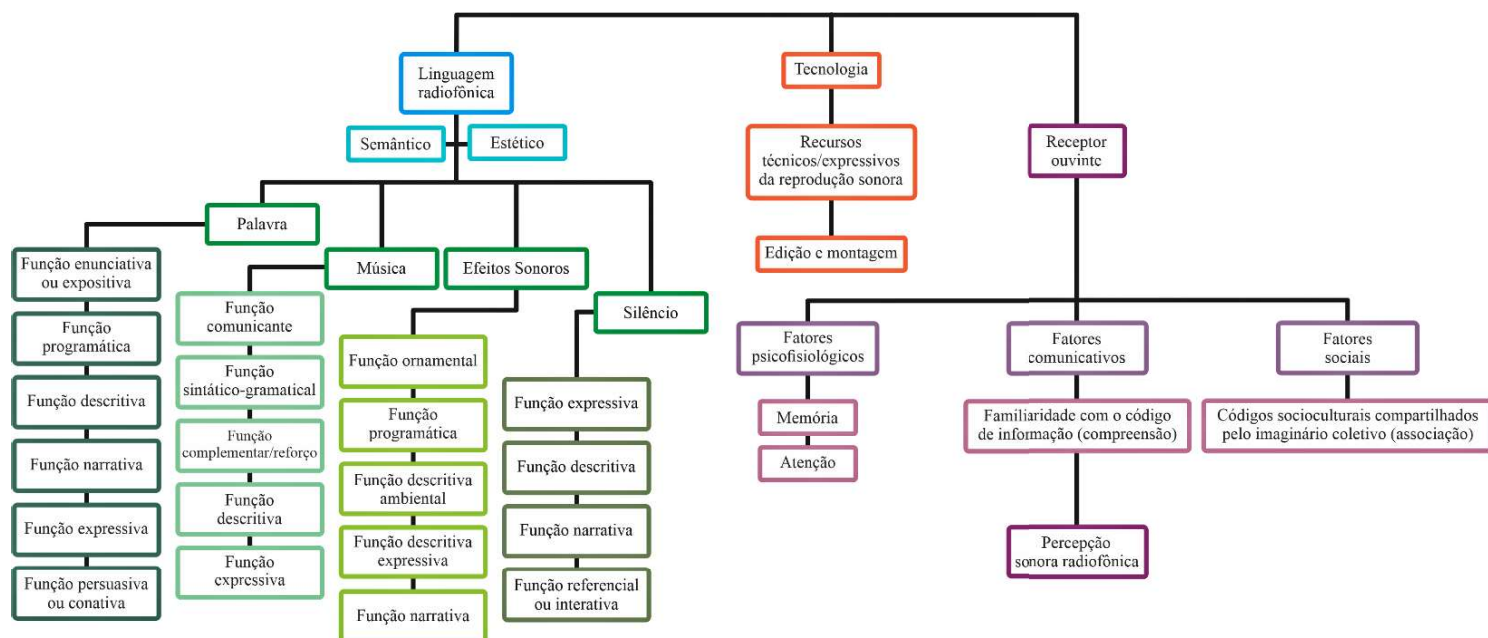 Linguagem
radiofônica
Semântico
Estético
Palavra
Função enunciativa
ou expositiva
Função
programática
Função descritiva
Função narrativa
Função expressiva
Função persuasiva
ou conativa
Música
Função
comunicante
Função
sintático-gramatical
Função
complementar/reforço
Função
descritiva
Função
expressiva
Efeitos Sonoros
Função ornamental
Função
programática
Função descritiva
ambiental
Função descritiva
expressiva
Função narrativa
Silêncio
Função expressiva
Função descritiva
Função narrativa
Função referencial
ou interativa
Tecnologia
Recursos
técnicos/expressivos
da reprodução sonora
Edição e montagem
Receptor
ouvinte
Fatores
psicofisiológicos
Memória
Atenção
Fatores
comunicativos
Familiaridade com o código
de informação (compreensão)
Percepção
sonora radiofônica
Fatores
sociais
Códigos socioculturais compartilhados
pelo imaginário coletivo (associação)